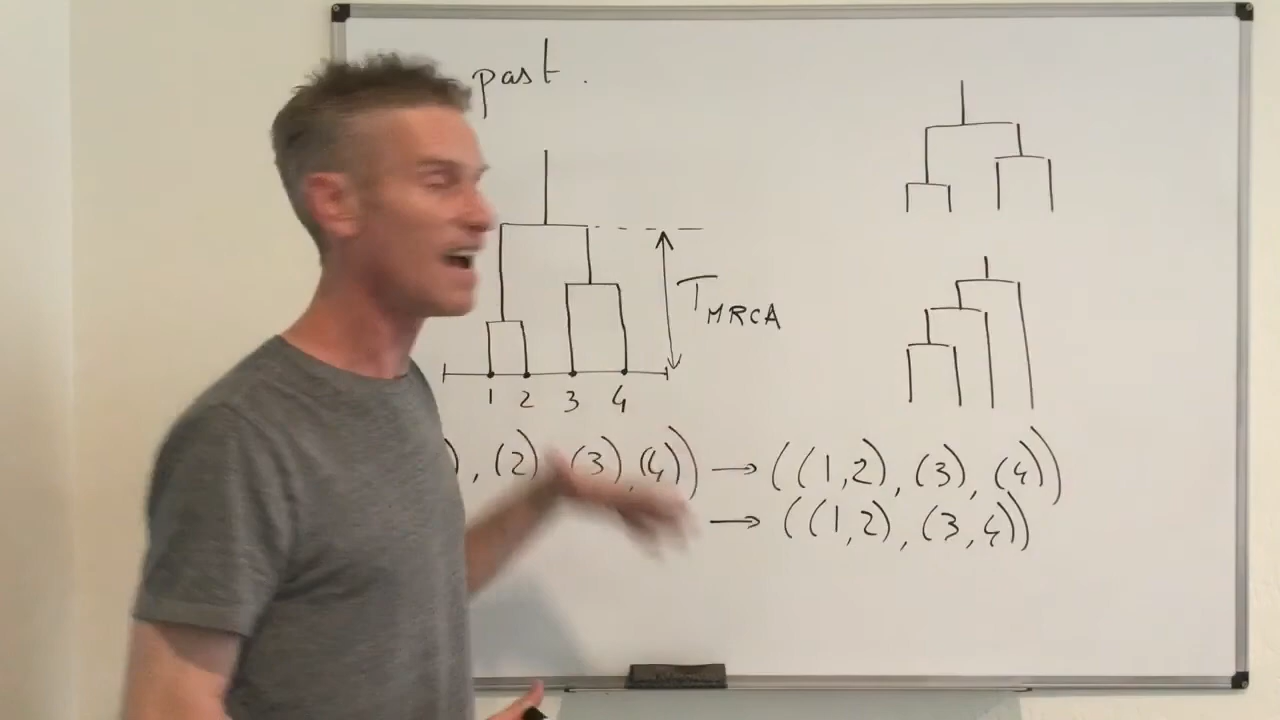 past .
T MRCA
1 2 3 4
), (2) (3), (4)) → ((1,2), (3), (4))
→ ((1,2), (3,4))